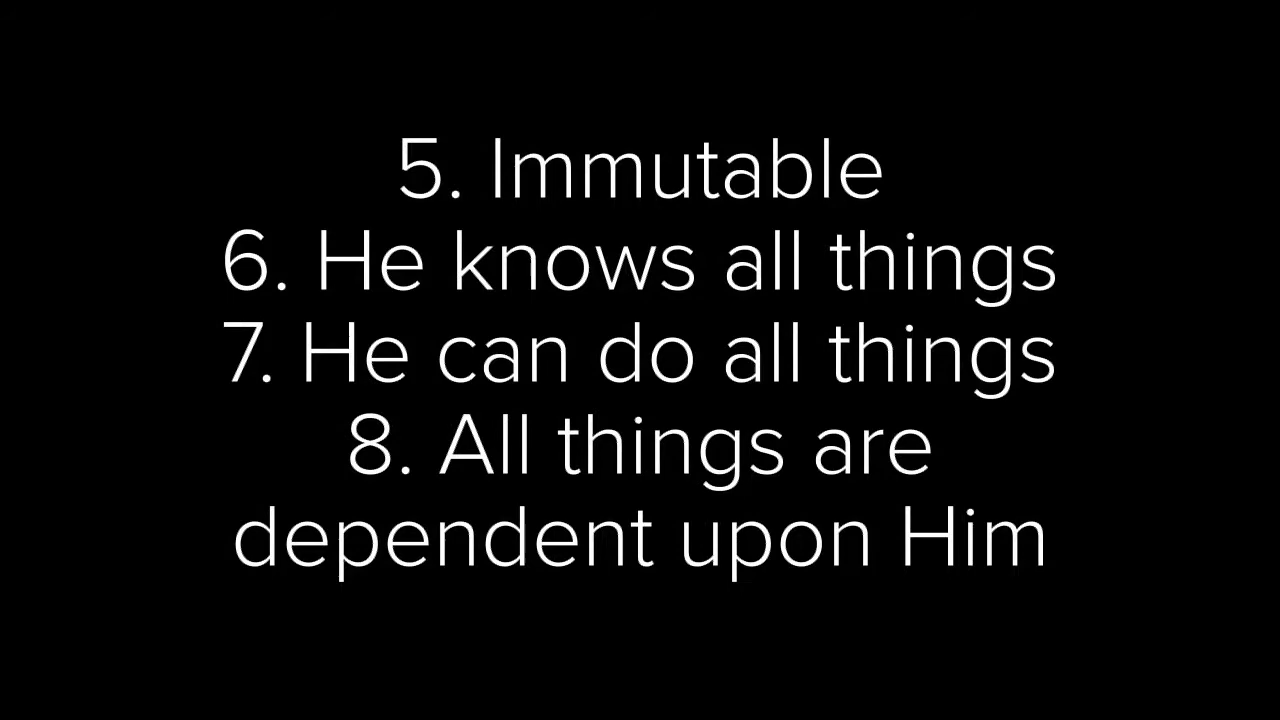 5. Immutable
6. He knows all things
7. He can do all things
8. All things are
dependent upon Him